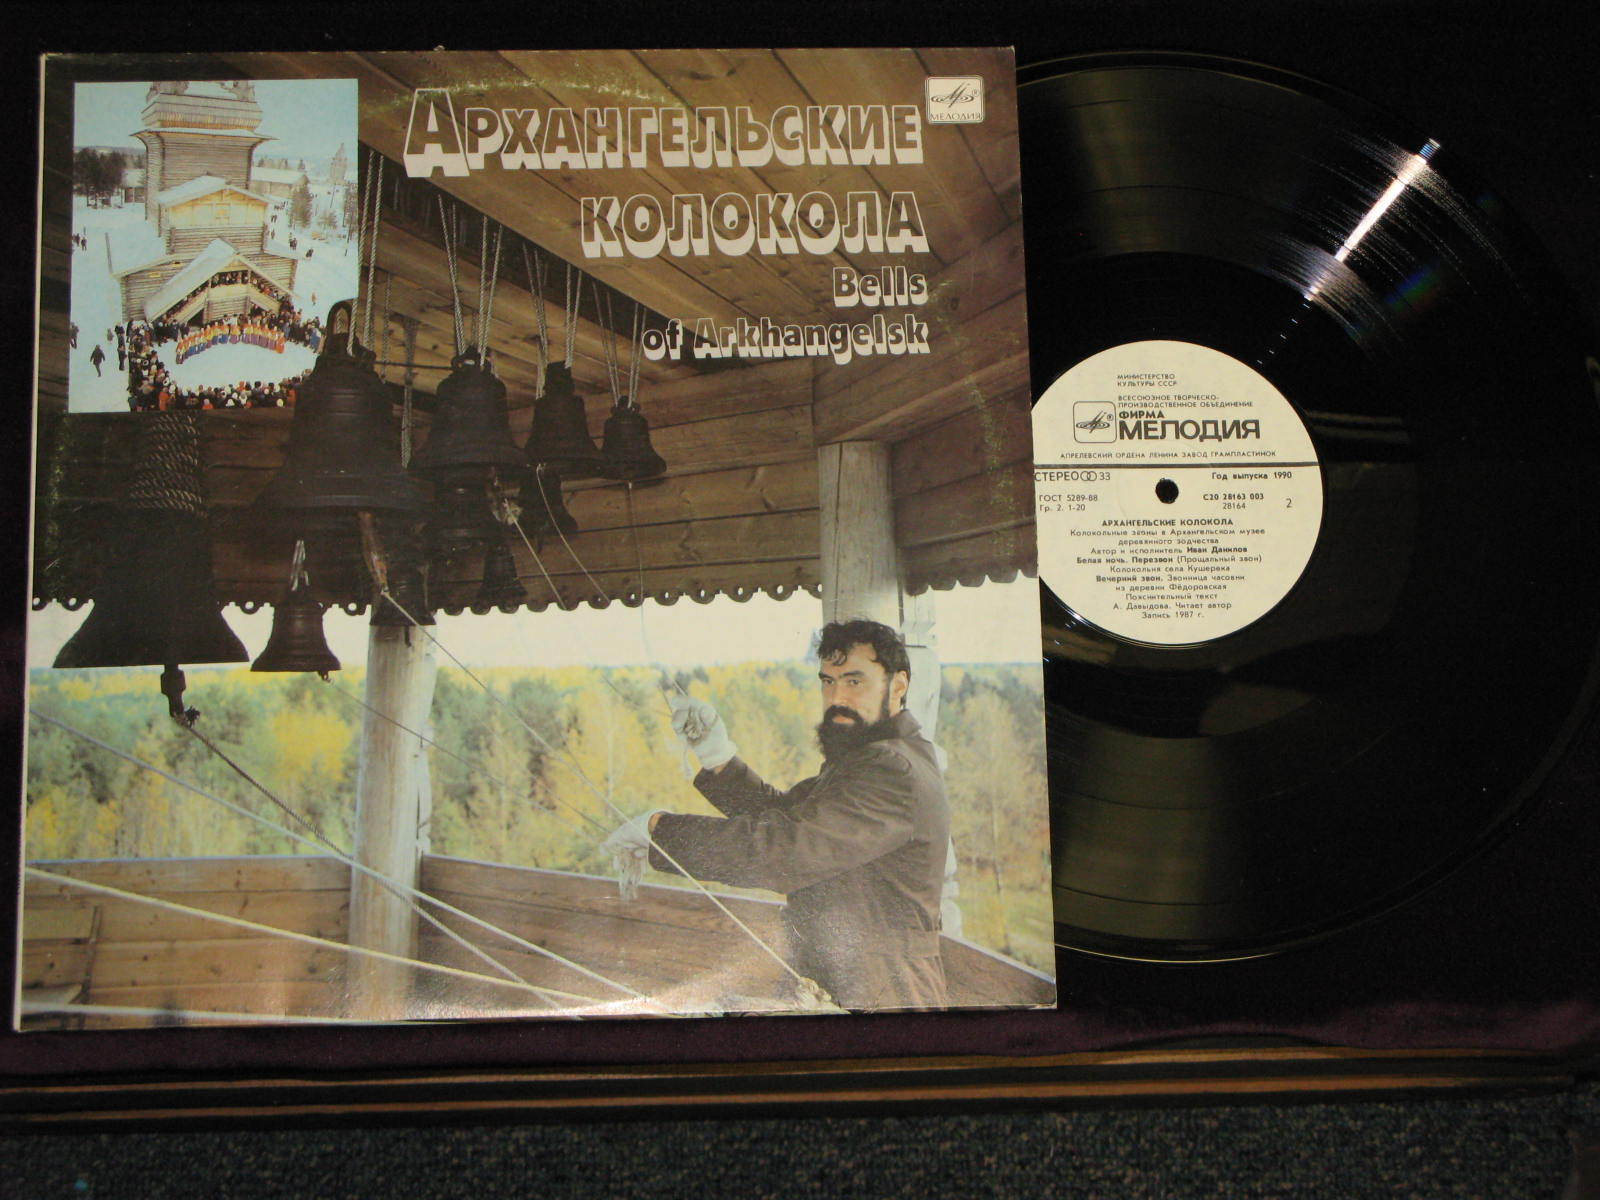 Архангельские
колокола
Bells
of Arkhangelsk
МЕЛОДИЯ
МИНИСТЕРСТВО
КУЛЬТУРЫ СССР
ВСЕСОЮЗНОЕ ТВОРЧЕСКО-
ПРОИЗВОДСТВЕННОЕ ОБЪЕДИНЕНИЕ
ФИРМА
МЕЛОДИЯ
АПРЕЛЕВСКИЙ ОРДЕНА ЛЕНИНА ЗАВОД ГРАМПЛАСТИНОК
СТЕРЕО 33 Год выпуска 1990
ГОСТ 5289-88 С20 28163 003
Гр. 2. 1-20 28164 2
АРХАНГЕЛЬСКИЕ КОЛОКОЛА
Колокольные звоны в Архангельском музее
деревянного зодчества
Автор и исполнитель Иван Данилов
Белая ночь. Перезвон (Прощальный звон)
Колокольня села Кушерека
Вечерний звон. Звонница часовни
из деревни Фёдоровская
Пояснительный текст
А. Давыдова. Читает автор
Запись 1987 г.